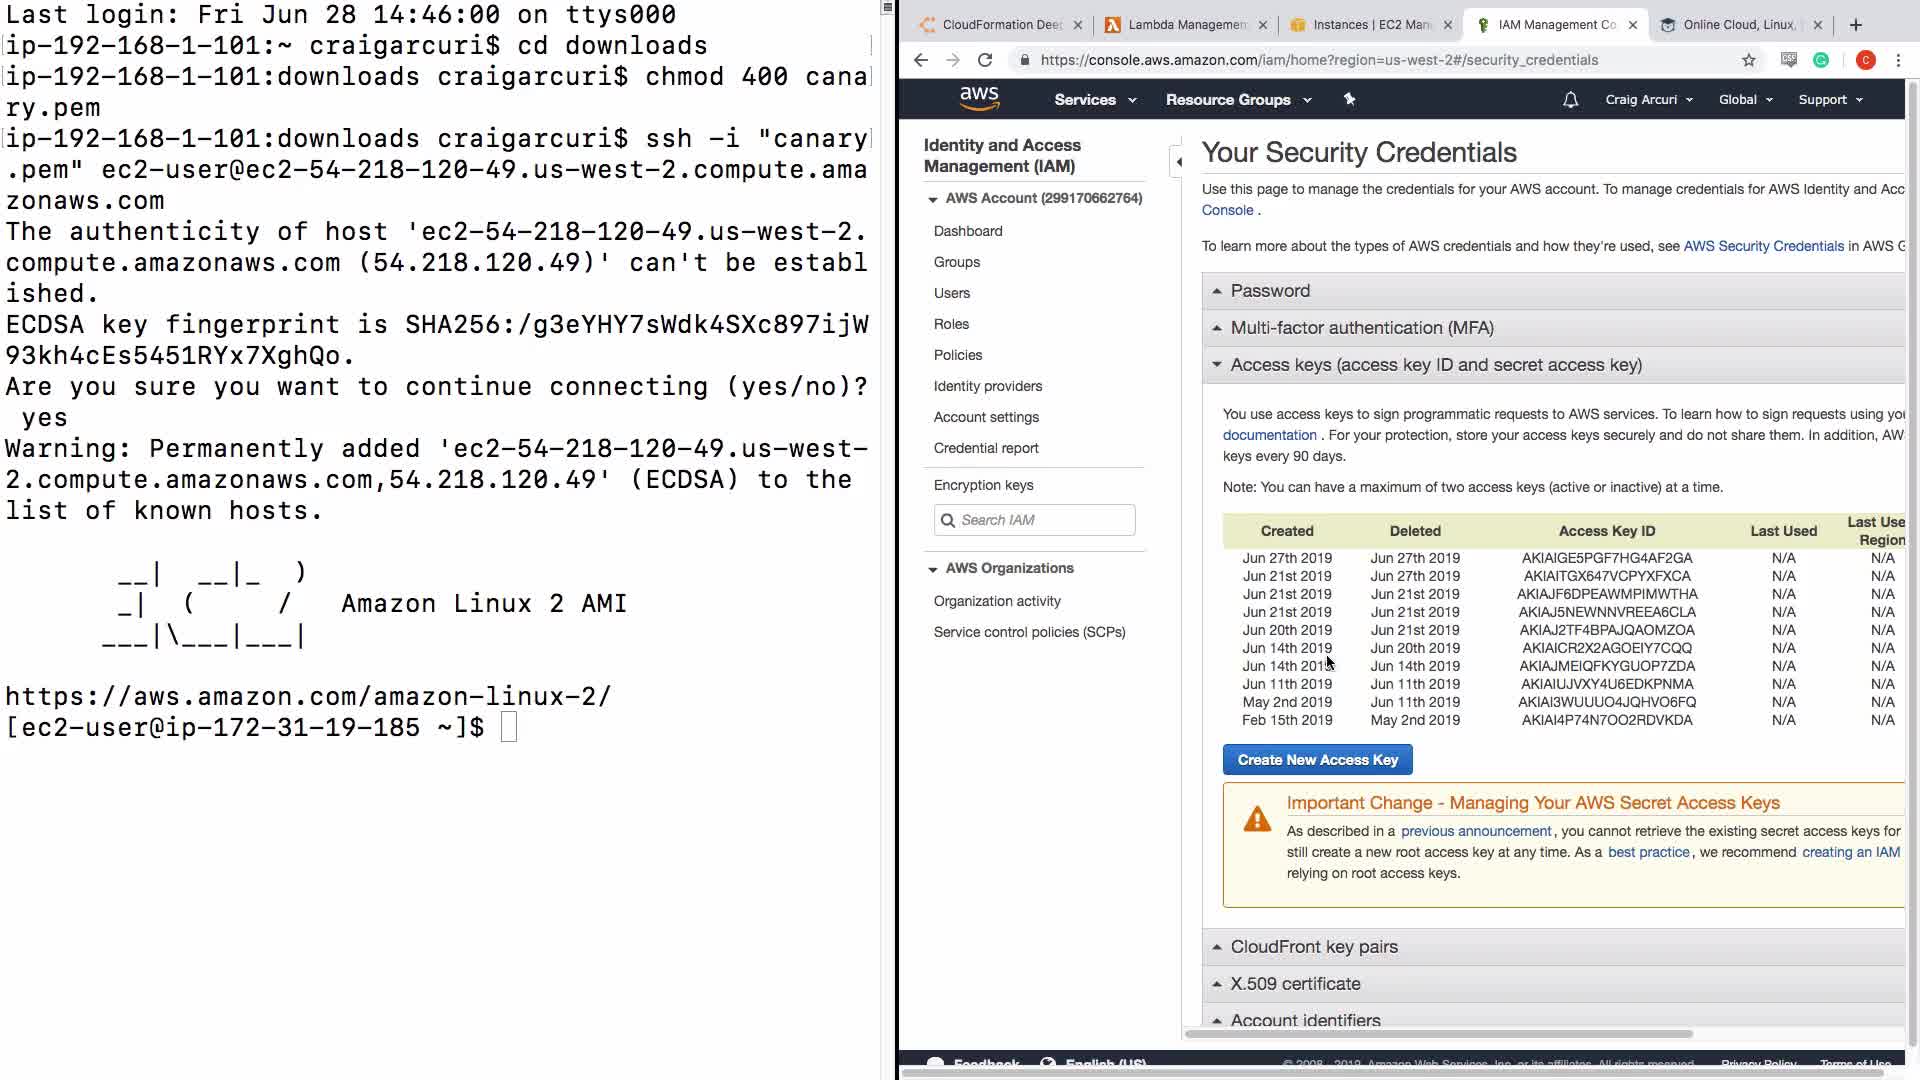 Last login: Fri Jun 28 14:46:00 on ttys000
ip-192-168-1-101:~ craigarcuri$ cd downloads
ip-192-168-1-101:downloads craigarcuri$ chmod 400 cana
ry.pem
ip-192-168-1-101:downloads craigarcuri$ ssh -i "canary
.pem" ec2-user@ec2-54-218-120-49.us-west-2.compute.ama
zonaws.com
The authenticity of host 'ec2-54-218-120-49.us-west-2.
compute.amazonaws.com (54.218.120.49)' can't be establ
ished.
ECDSA key fingerprint is SHA256:/g3eYHY7sWdk4SXc897ijW
93kh4cEs5451RYx7XghQo.
Are you sure you want to continue connecting (yes/no)?
yes
Warning: Permanently added 'ec2-54-218-120-49.us-west-
2.compute.amazonaws.com,54.218.120.49' (ECDSA) to the
list of known hosts.
__|  __|_  )
_|  (     /   Amazon Linux 2 AMI
___|\___|___|
https://aws.amazon.com/amazon-linux-2/
[ec2-user@ip-172-31-19-185 ~]$
CloudFormation Dee
Lambda Managemen
Instances | EC2 Man
IAM Management Co
Online Cloud, Linux,
https://console.aws.amazon.com/iam/home?region=us-west-2#/security_credentials
C
aws
Services
Resource Groups
Craig Arcuri
Global
Support
Identity and Access
Management (IAM)
AWS Account (299170662764)
Dashboard
Groups
Users
Roles
Policies
Identity providers
Account settings
Credential report
Encryption keys
Search IAM
AWS Organizations
Organization activity
Service control policies (SCPs)
Your Security Credentials
Use this page to manage the credentials for your AWS account. To manage credentials for AWS Identity and Acc
Console .
To learn more about the types of AWS credentials and how they're used, see AWS Security Credentials in AWS G
Password
Multi-factor authentication (MFA)
Access keys (access key ID and secret access key)
You use access keys to sign programmatic requests to AWS services. To learn how to sign requests using you
documentation . For your protection, store your access keys securely and do not share them. In addition, AW
keys every 90 days.
Note: You can have a maximum of two access keys (active or inactive) at a time.
Created Deleted Access Key ID Last Used Last Use Region
Jun 27th 2019 Jun 27th 2019 AKIAIGE5PGF7HG4AF2GA N/A N/A
Jun 21st 2019 Jun 27th 2019 AKIAITGX647VCPYXFXCA N/A N/A
Jun 21st 2019 Jun 21st 2019 AKIAJF6DPEAWMPIMWTHA N/A N/A
Jun 21st 2019 Jun 21st 2019 AKIAJ5NEWNNVREEA6CLA N/A N/A
Jun 20th 2019 Jun 21st 2019 AKIAJ2TF4BPAJQAOMZOA N/A N/A
Jun 14th 2019 Jun 20th 2019 AKIAICR2X2AGOEIY7CQQ N/A N/A
Jun 14th 2019 Jun 14th 2019 AKIAJMEIQFKYGUOP7ZDA N/A N/A
Jun 11th 2019 Jun 11th 2019 AKIAIUJVXY4U6EDKPNMA N/A N/A
May 2nd 2019 Jun 11th 2019 AKIAI3WUUUO4JQHVO6FQ N/A N/A
Feb 15th 2019 May 2nd 2019 AKIAI4P74N7OO2RDVKDA N/A N/A
Create New Access Key
Important Change - Managing Your AWS Secret Access Keys
As described in a previous announcement, you cannot retrieve the existing secret access keys for
still create a new root access key at any time. As a best practice, we recommend creating an IAM
relying on root access keys.
CloudFront key pairs
X.509 certificate
Account identifiers
Feedback English (US) © 2008 - 2019, Amazon Web Services, Inc. or its affiliates. All rights reserved. Privacy Policy Terms of Use